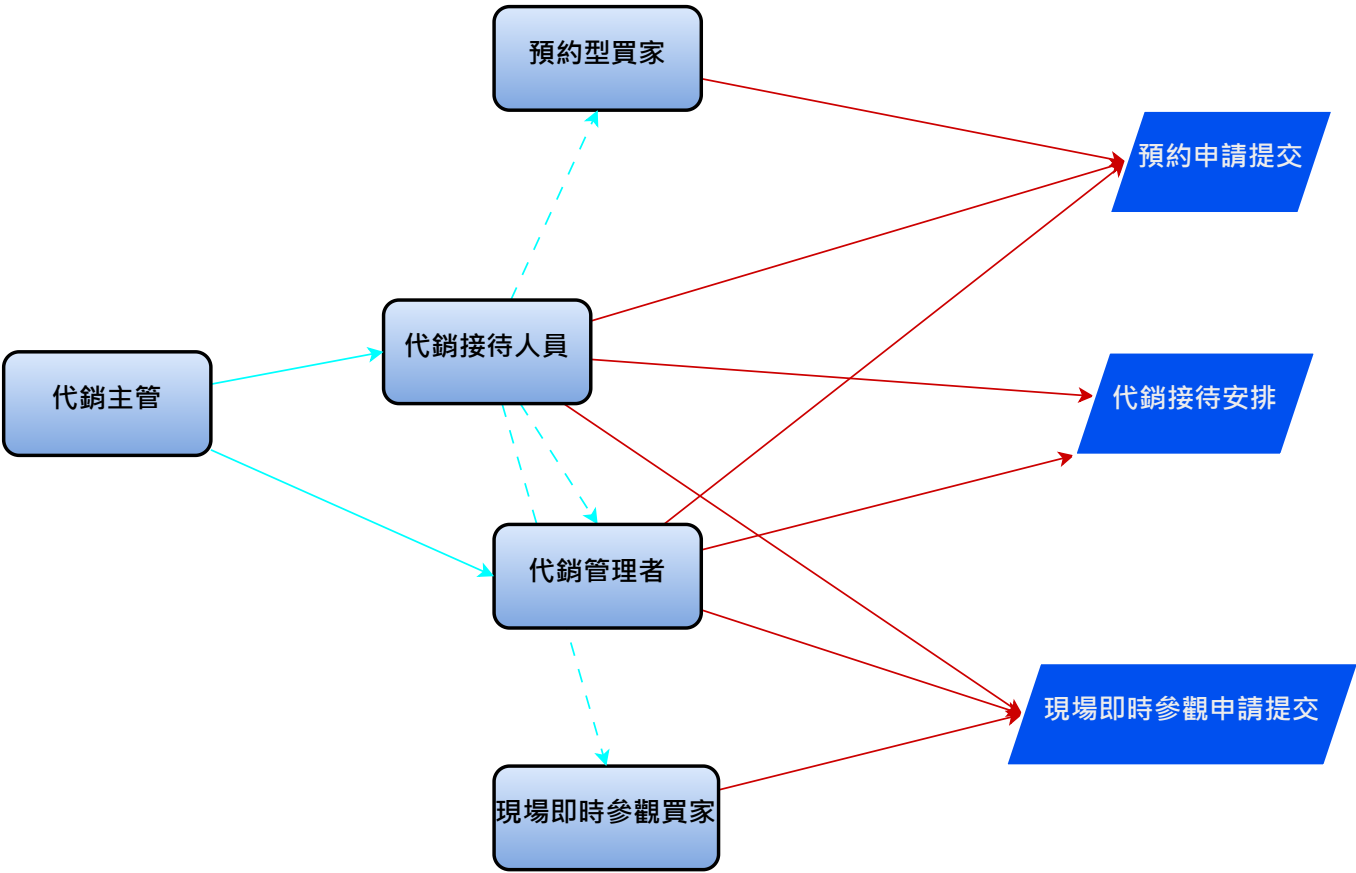 預約型買家
預約申請提交
代銷接待人員
代銷主管
代銷接待安排
代銷管理者
現場即時參觀申請提交
現場即時參觀買家